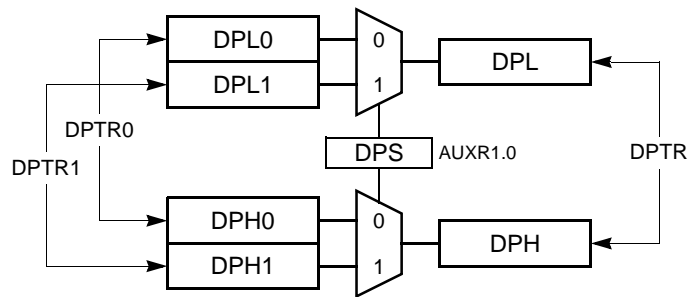 DPL0
0
DPL
DPL1
1
DPTR0
DPS
AUXR1.0
DPTR
DPTR1
DPH0
0
DPH
DPH1
1